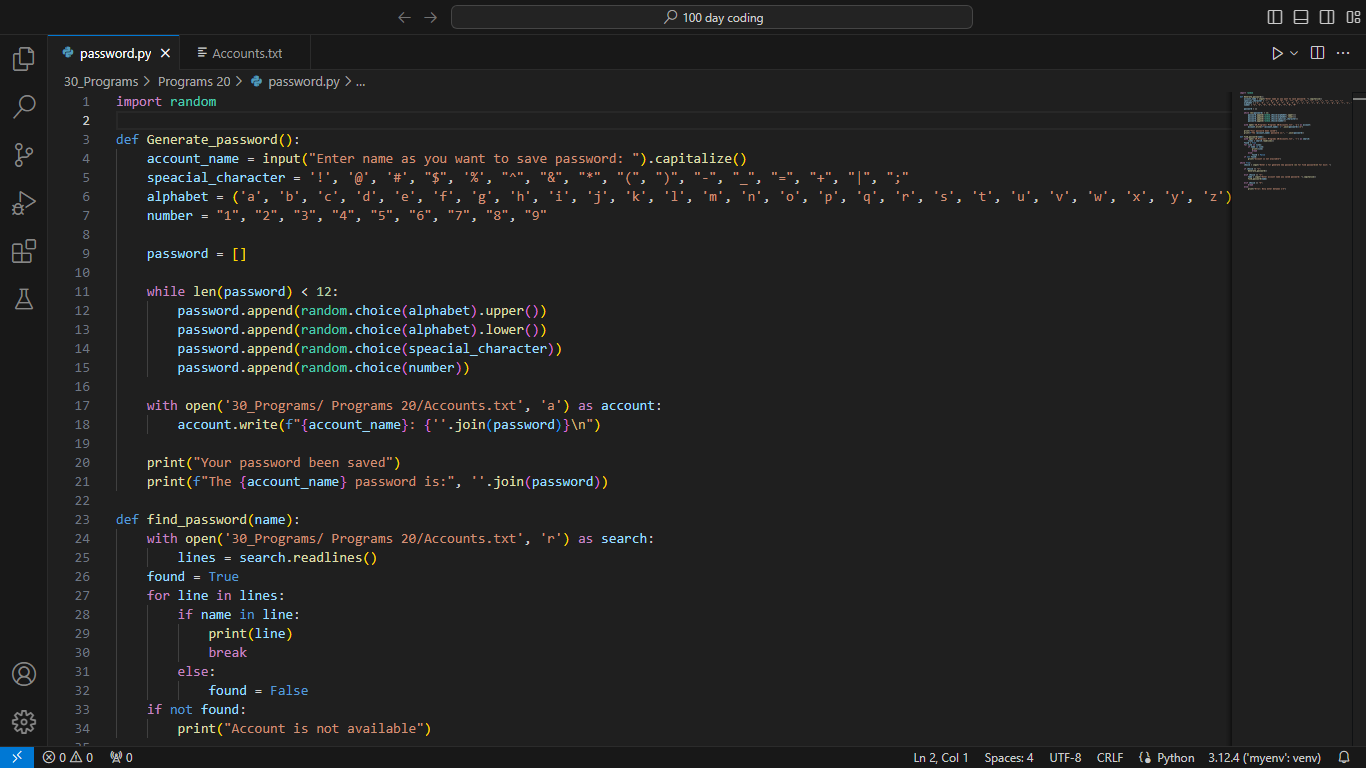 100 day coding
password.py
Accounts.txt
30_Programs > Programs 20 > password.py > ...
1 import random
2
3 def Generate_password():
4     account_name = input("Enter name as you want to save password: ").capitalize()
5     speacial_character = '!', '@', '#', "$", '%', "^", "&", "*", "(", ")", "-", "_", "=", "+", "|", ";"
6     alphabet = ('a', 'b', 'c', 'd', 'e', 'f', 'g', 'h', 'i', 'j', 'k', 'l', 'm', 'n', 'o', 'p', 'q', 'r', 's', 't', 'u', 'v', 'w', 'x', 'y', 'z')
7     number = "1", "2", "3", "4", "5", "6", "7", "8", "9"
8
9     password = []
10
11     while len(password) < 12:
12         password.append(random.choice(alphabet).upper())
13         password.append(random.choice(alphabet).lower())
14         password.append(random.choice(speacial_character))
15         password.append(random.choice(number))
16
17     with open('30_Programs/ Programs 20/Accounts.txt', 'a') as account:
18         account.write(f"{account_name}: {''.join(password)}\n")
19
20     print("Your password been saved")
21     print(f"The {account_name} password is:", ''.join(password))
22
23 def find_password(name):
24     with open('30_Programs/ Programs 20/Accounts.txt', 'r') as search:
25         lines = search.readlines()
26     found = True
27     for line in lines:
28         if name in line:
29             print(line)
30             break
31         else:
32             found = False
33     if not found:
34         print("Account is not available")
0 0 0 Ln 2, Col 1 Spaces: 4 UTF-8 CRLF Python 3.12.4 ('myenv': venv)